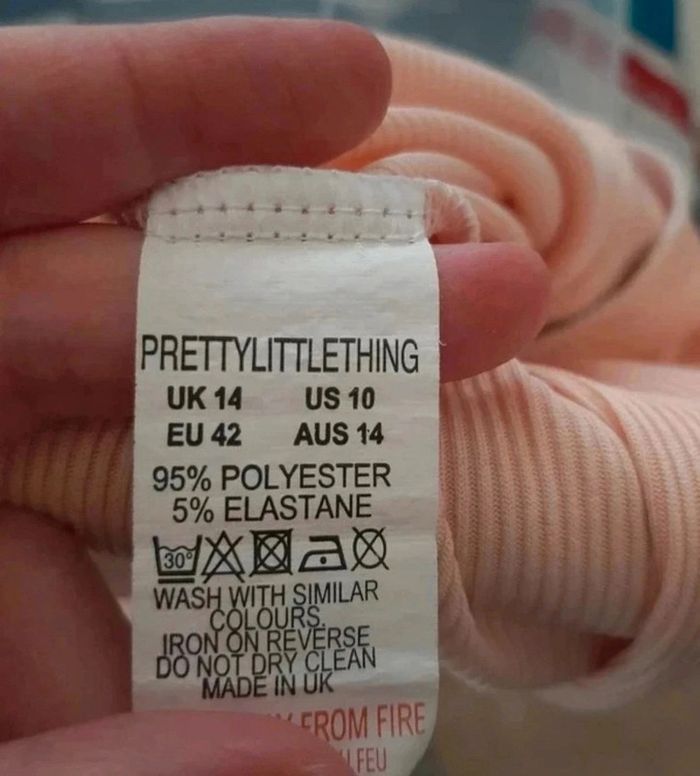 PRETTYLITTLETHING
UK 14 US 10
EU 42 AUS 14
95% POLYESTER
5% ELASTANE
30°
WASH WITH SIMILAR
COLOURS.
IRON ON REVERSE
DO NOT DRY CLEAN
MADE IN UK
FROM FIRE
FEU